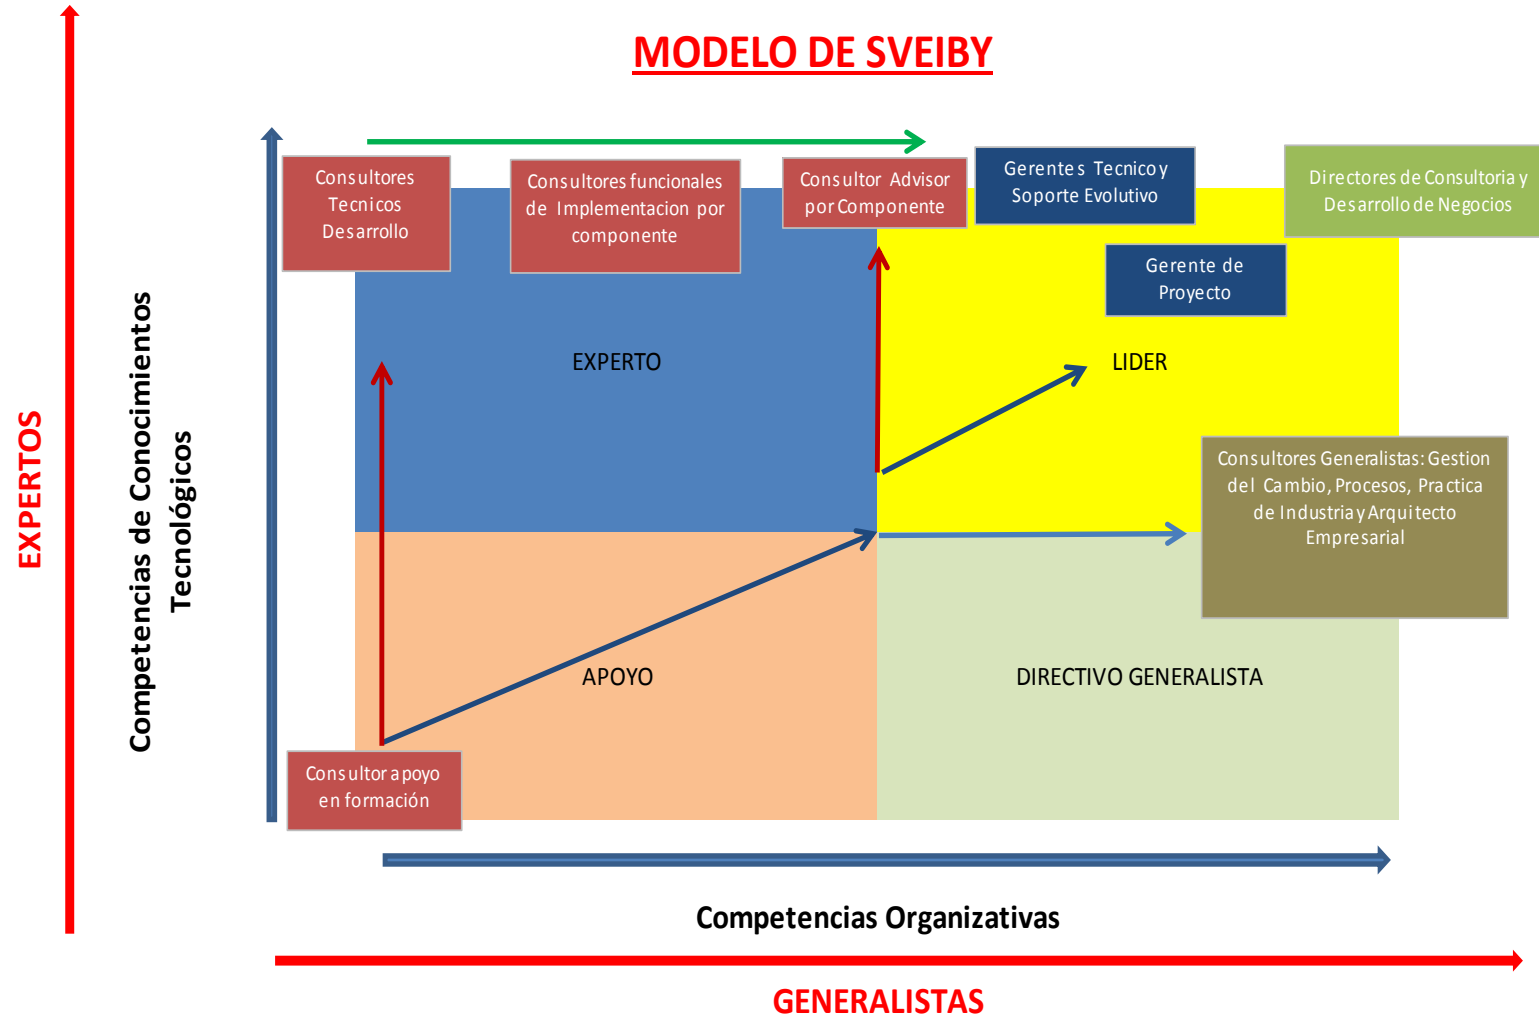 MODELO DE SVEIBY
Consultores
Tecnicos
Desarrollo
Consultores funcionales
de Implementacion por
componente
Consultor Advisor
por Componente
Gerentes Tecnico y
Soporte Evolutivo
Directores de Consultoria y
Desarrollo de Negocios
Gerente de
Proyecto
EXPERTO
LIDER
Consultores Generalistas: Gestion
del Cambio, Procesos, Practica
de Industria y Arquitecto
Empresarial
EXPERTOS
Competencias de Conocimientos
Tecnológicos
APOYO
DIRECTIVO GENERALISTA
Consultor apoyo
en formación
Competencias Organizativas
GENERALISTAS